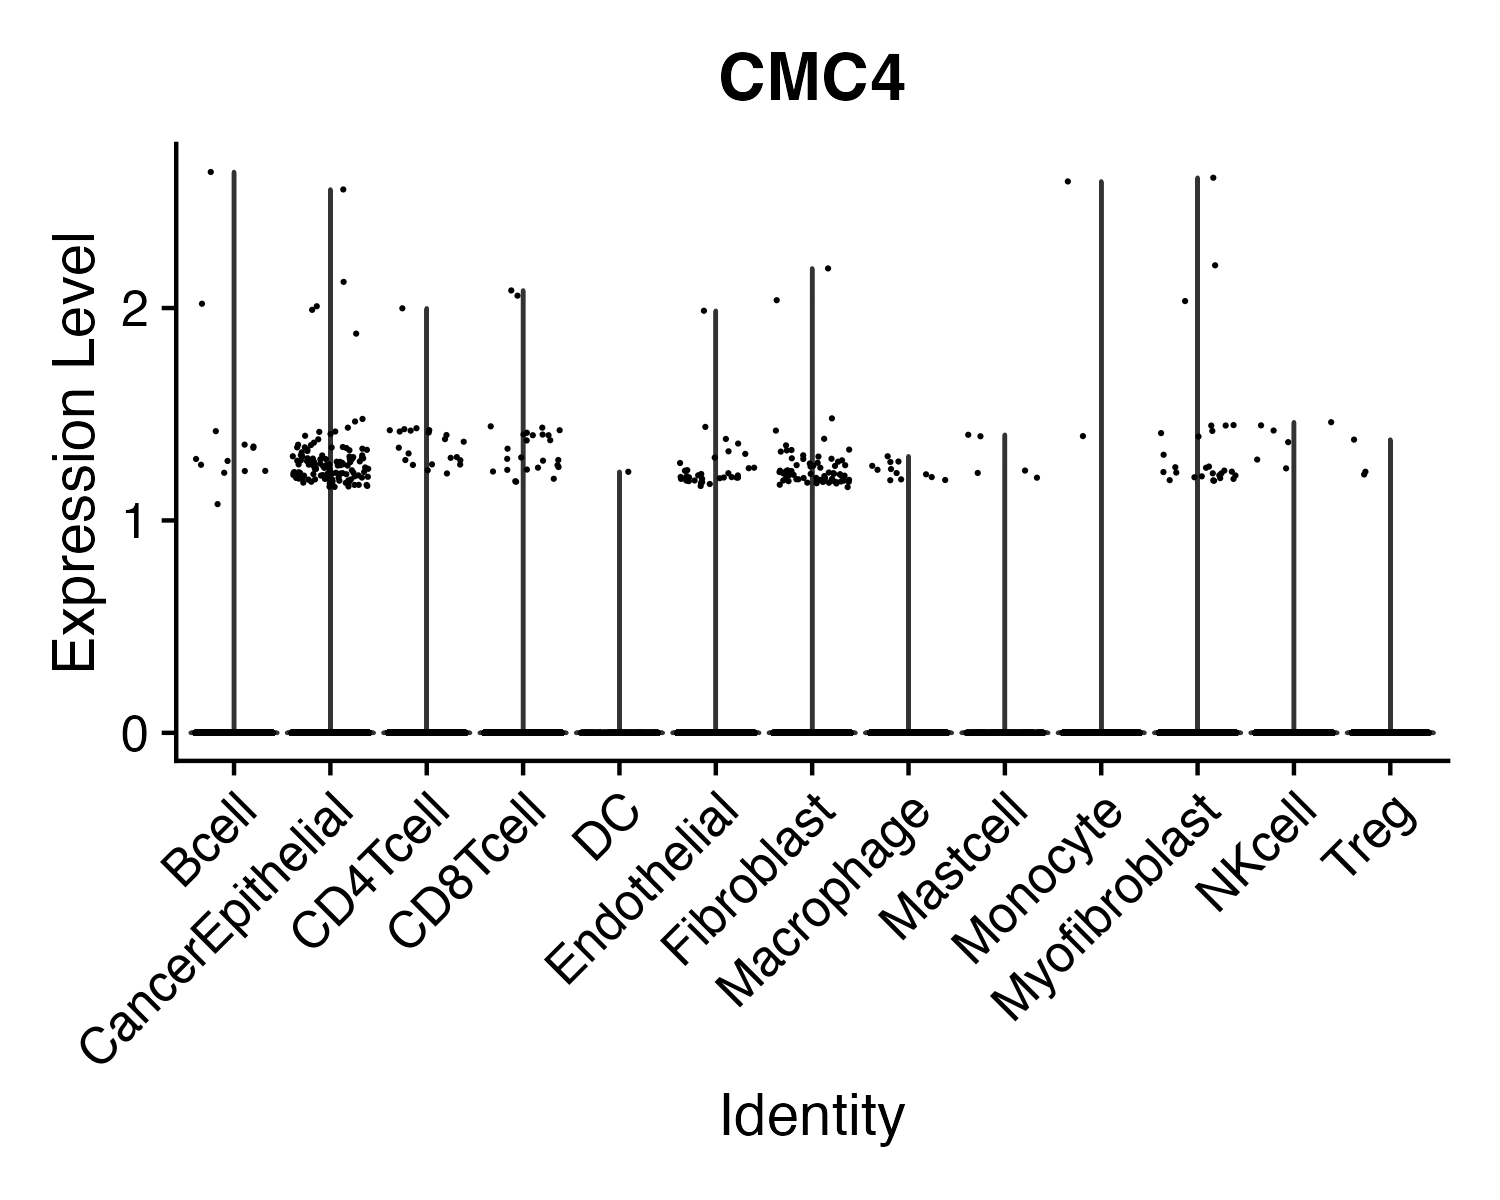 CMC4
Expression Level
2
1
0
Bcell
CancerEpithelial
CD4Tcell
CD8Tcell
DC
Endothelial
Fibroblast
Macrophage
Mastcell
Monocyte
Myofibroblast
NKcell
Treg
Identity